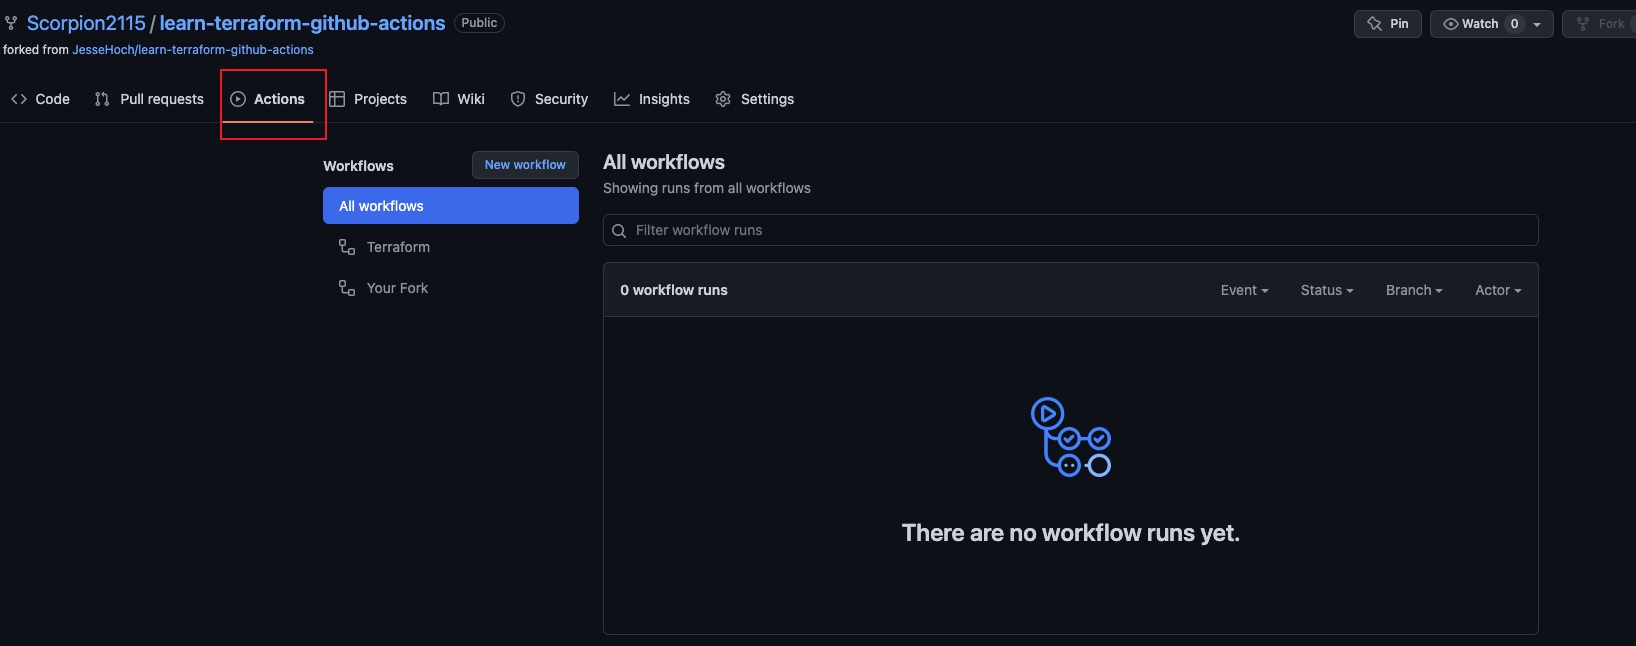 Scorpion2115 / learn-terraform-github-actions Public Pin Watch 0 Fork
forked from JesseHoch/learn-terraform-github-actions
Code Pull requests Actions Projects Wiki Security Insights Settings
Workflows New workflow
All workflows
Terraform
Your Fork
All workflows
Showing runs from all workflows
Filter workflow runs
0 workflow runs Event Status Branch Actor
There are no workflow runs yet.